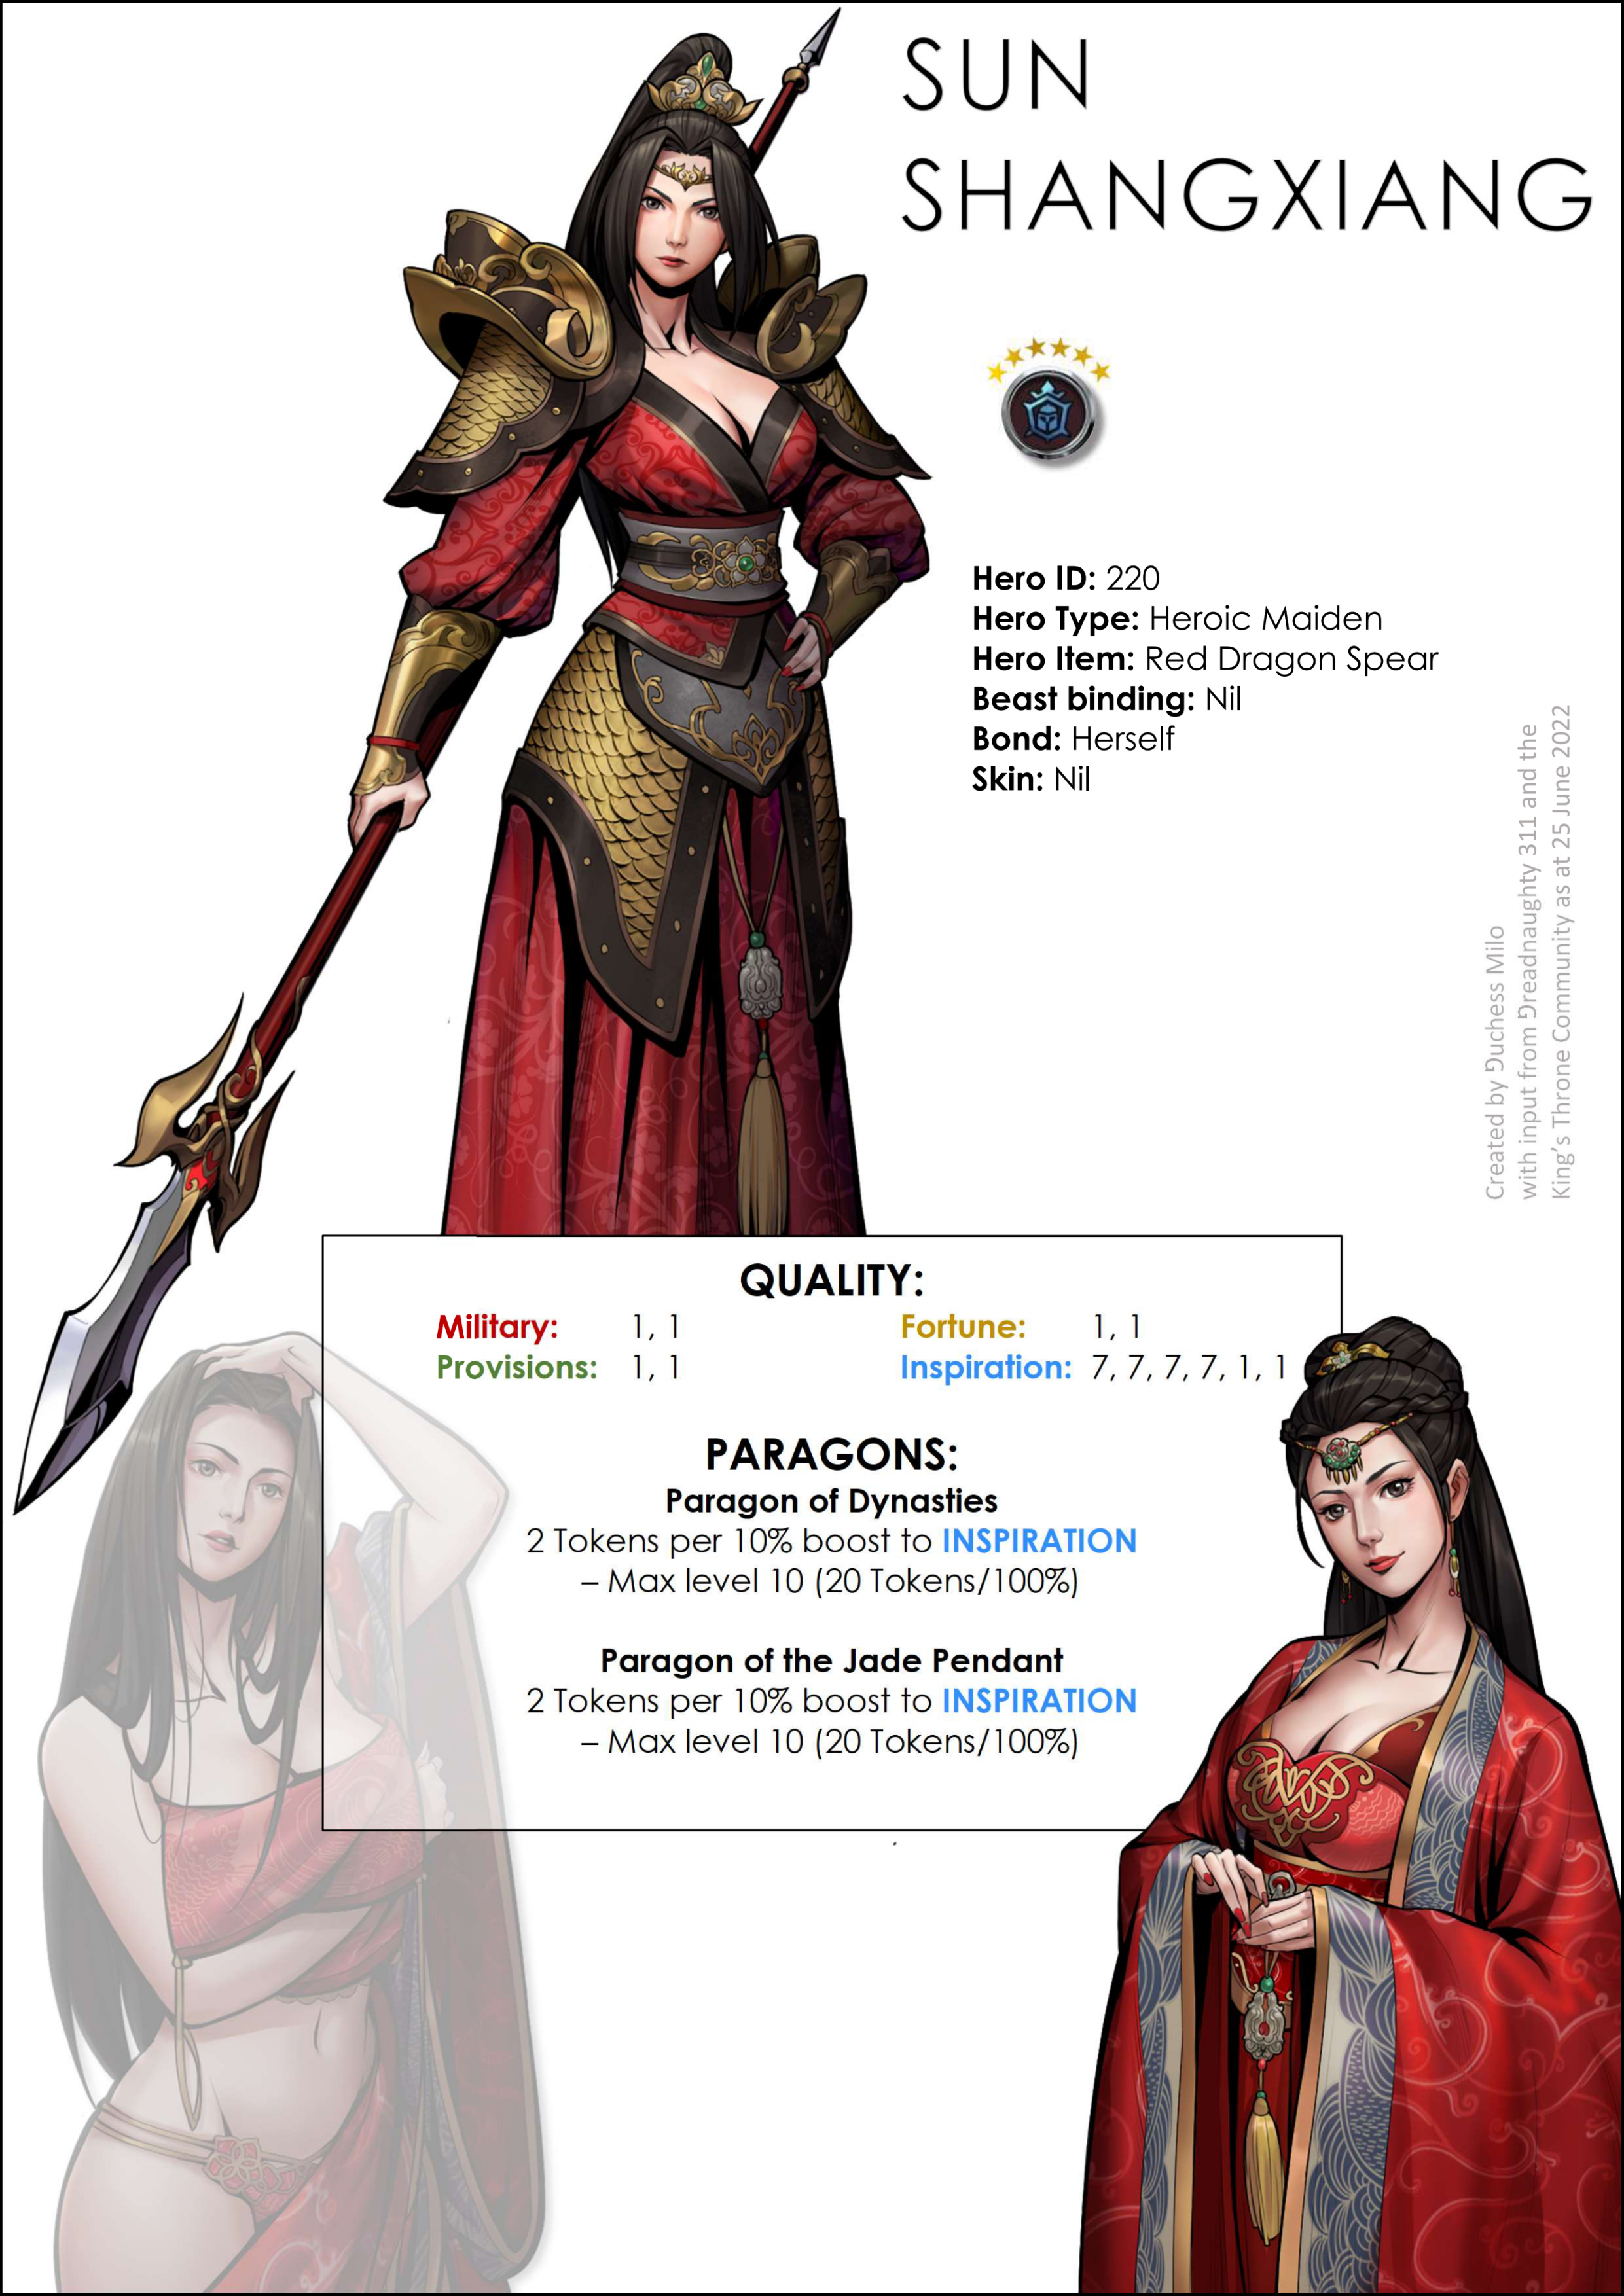 SUN
SHANGXIANG
Hero ID: 220
Hero Type: Heroic Maiden
Hero Item: Red Dragon Spear
Beast binding: Nil
Bond: Herself
Skin: Nil
Created by Duchess Milo
with input from Dreadnaughty 311 and the
King's Throne Community as at 25 June 2022
QUALITY:
Military: 1, 1 Fortune: 1, 1
Provisions: 1, 1 Inspiration: 7, 7, 7, 7, 1, 1
PARAGONS:
Paragon of Dynasties
2 Tokens per 10% boost to INSPIRATION
– Max level 10 (20 Tokens/100%)
Paragon of the Jade Pendant
2 Tokens per 10% boost to INSPIRATION
– Max level 10 (20 Tokens/100%)